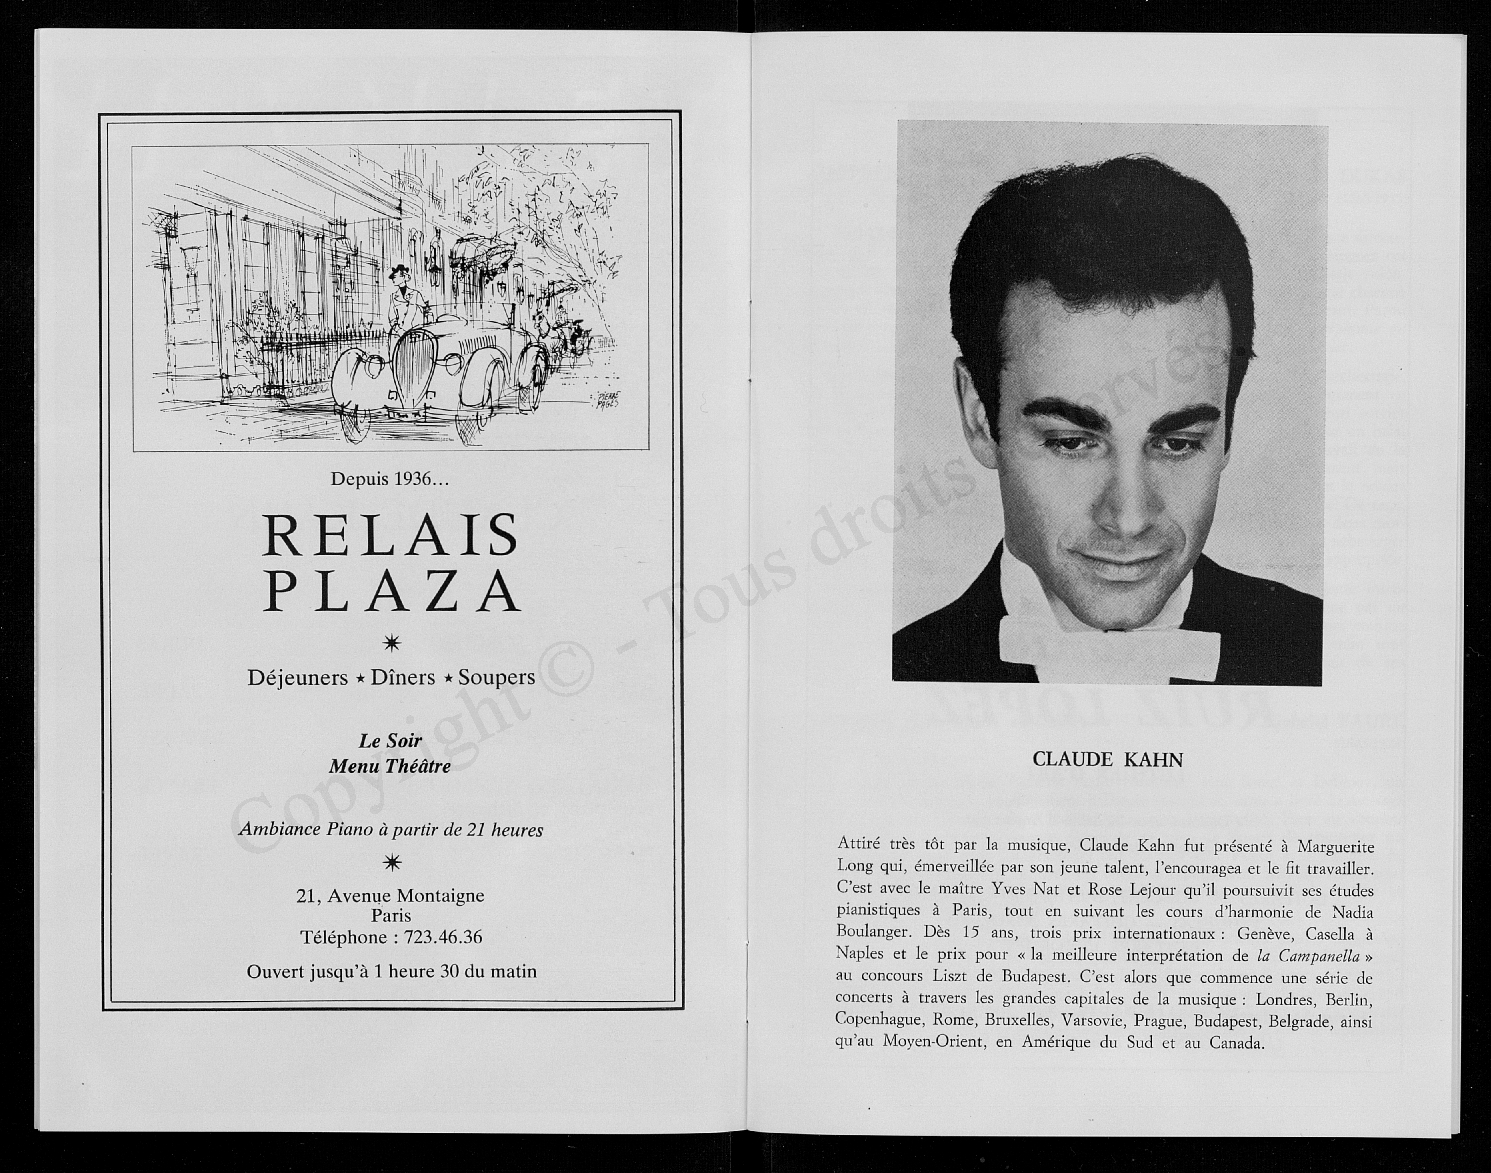 PIERRE
PAGÈS
Depuis 1936...
RELAIS
PLAZA
Déjeuners ★ Dîners ★ Soupers
Le Soir
Menu Théâtre
Ambiance Piano à partir de 21 heures
21, Avenue Montaigne
Paris
Téléphone : 723.46.36
Ouvert jusqu'à 1 heure 30 du matin
CLAUDE KAHN
Attiré très tôt par la musique, Claude Kahn fut présenté à Marguerite
Long qui, émerveillée par son jeune talent, l'encouragea et le fit travailler.
C'est avec le maître Yves Nat et Rose Lejour qu'il poursuivit ses études
pianistiques à Paris, tout en suivant les cours d'harmonie de Nadia
Boulanger. Dès 15 ans, trois prix internationaux : Genève, Casella à
Naples et le prix pour « la meilleure interprétation de la Campanella »
au concours Liszt de Budapest. C'est alors que commence une série de
concerts à travers les grandes capitales de la musique : Londres, Berlin,
Copenhague, Rome, Bruxelles, Varsovie, Prague, Budapest, Belgrade, ainsi
qu'au Moyen-Orient, en Amérique du Sud et au Canada.
Copyright © - Tous droits réservés